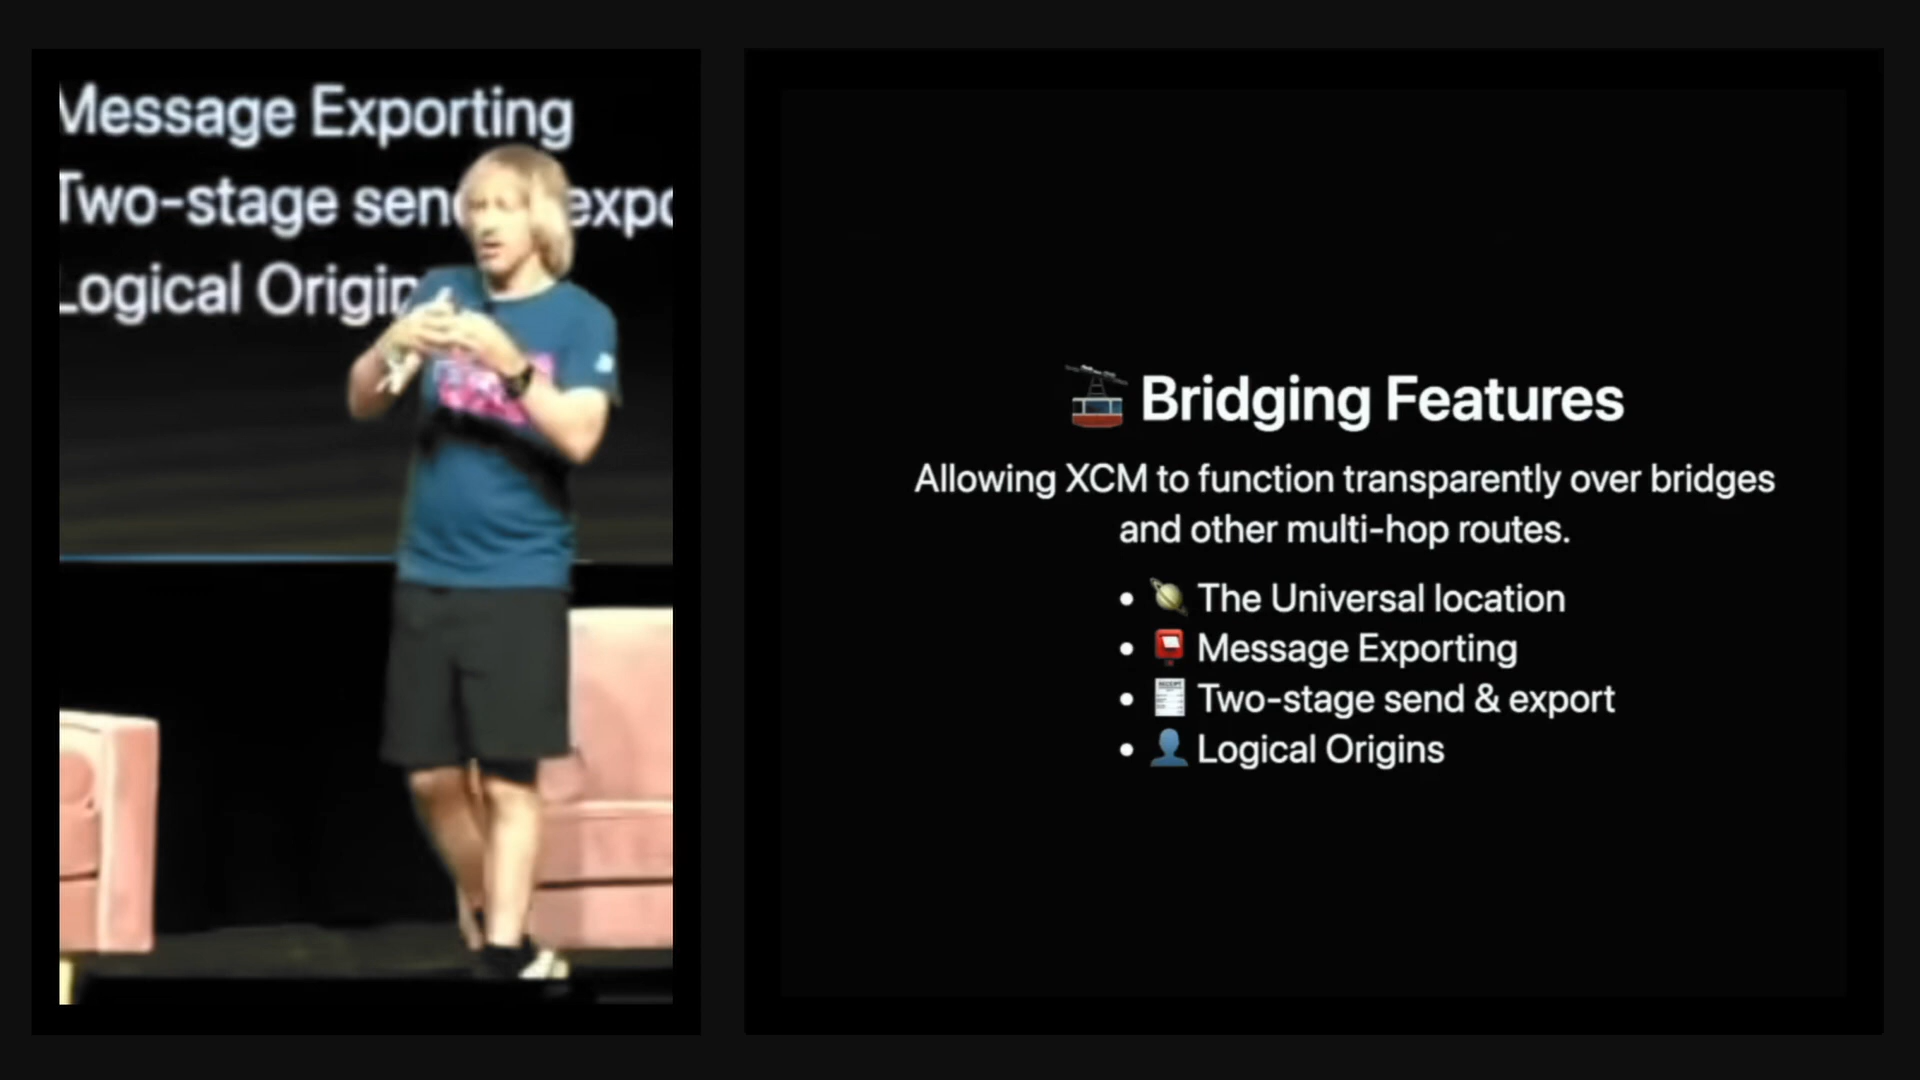 Message Exporting
Two-stage sen expo
Logical Origin
Bridging Features
Allowing XCM to function transparently over bridges
and other multi-hop routes.
• The Universal location
• Message Exporting
• Two-stage send & export
• Logical Origins